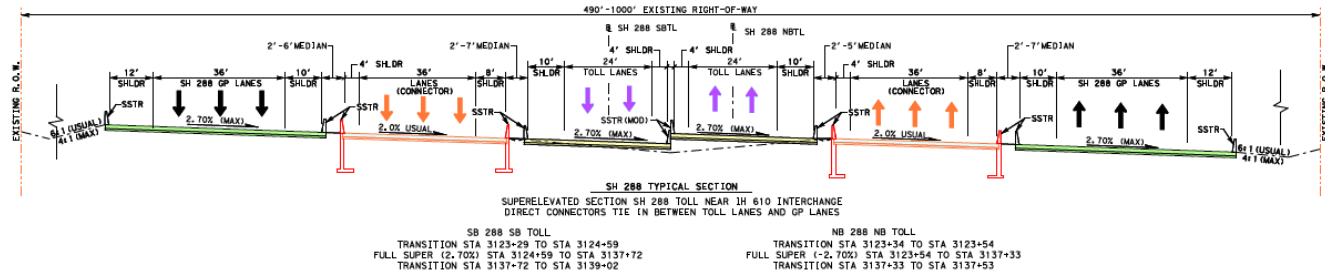 490'-1000' EXISTING RIGHT-OF-WAY
℄ SH 288 SBTL
℄ SH 288 NBTL
2'-6' MEDIAN
2'-7' MEDIAN
4' SHLDR
4' SHLDR
2'-5' MEDIAN
2'-7' MEDIAN
12' SHLDR
36' SH 288 GP LANES
10' SHLDR
4' SHLDR
36' LANES (CONNECTOR)
8' SHLDR
10' SHLDR
24' TOLL LANES
24' TOLL LANES
10' SHLDR
4' SHLDR
36' LANES (CONNECTOR)
8' SHLDR
10' SHLDR
36' SH 288 GP LANES
12' SHLDR
EXISTING R.O.W.
EXISTING R.O.W.
SSTR
SSTR
SSTR
SSTR(MOD)
SSTR
SSTR
SSTR
6:1 (USUAL)
4:1 (MAX)
2.70% (MAX)
2.0% USUAL
2.70% (MAX)
2.70% (MAX)
2.0% USUAL
2.70% (MAX)
6:1 (USUAL)
4:1 (MAX)
SH 288 TYPICAL SECTION
SUPERELEVATED SECTION SH 288 TOLL NEAR IH 610 INTERCHANGE
DIRECT CONNECTORS TIE IN BETWEEN TOLL LANES AND GP LANES
SB 288 SB TOLL
TRANSITION STA 3123+29 TO STA 3124+59
FULL SUPER (2.70%) STA 3124+59 TO STA 3137+72
TRANSITION STA 3137+72 TO STA 3139+02
NB 288 NB TOLL
TRANSITION STA 3123+34 TO STA 3123+54
FULL SUPER (-2.70%) STA 3123+54 TO STA 3137+33
TRANSITION STA 3137+33 TO STA 3137+53